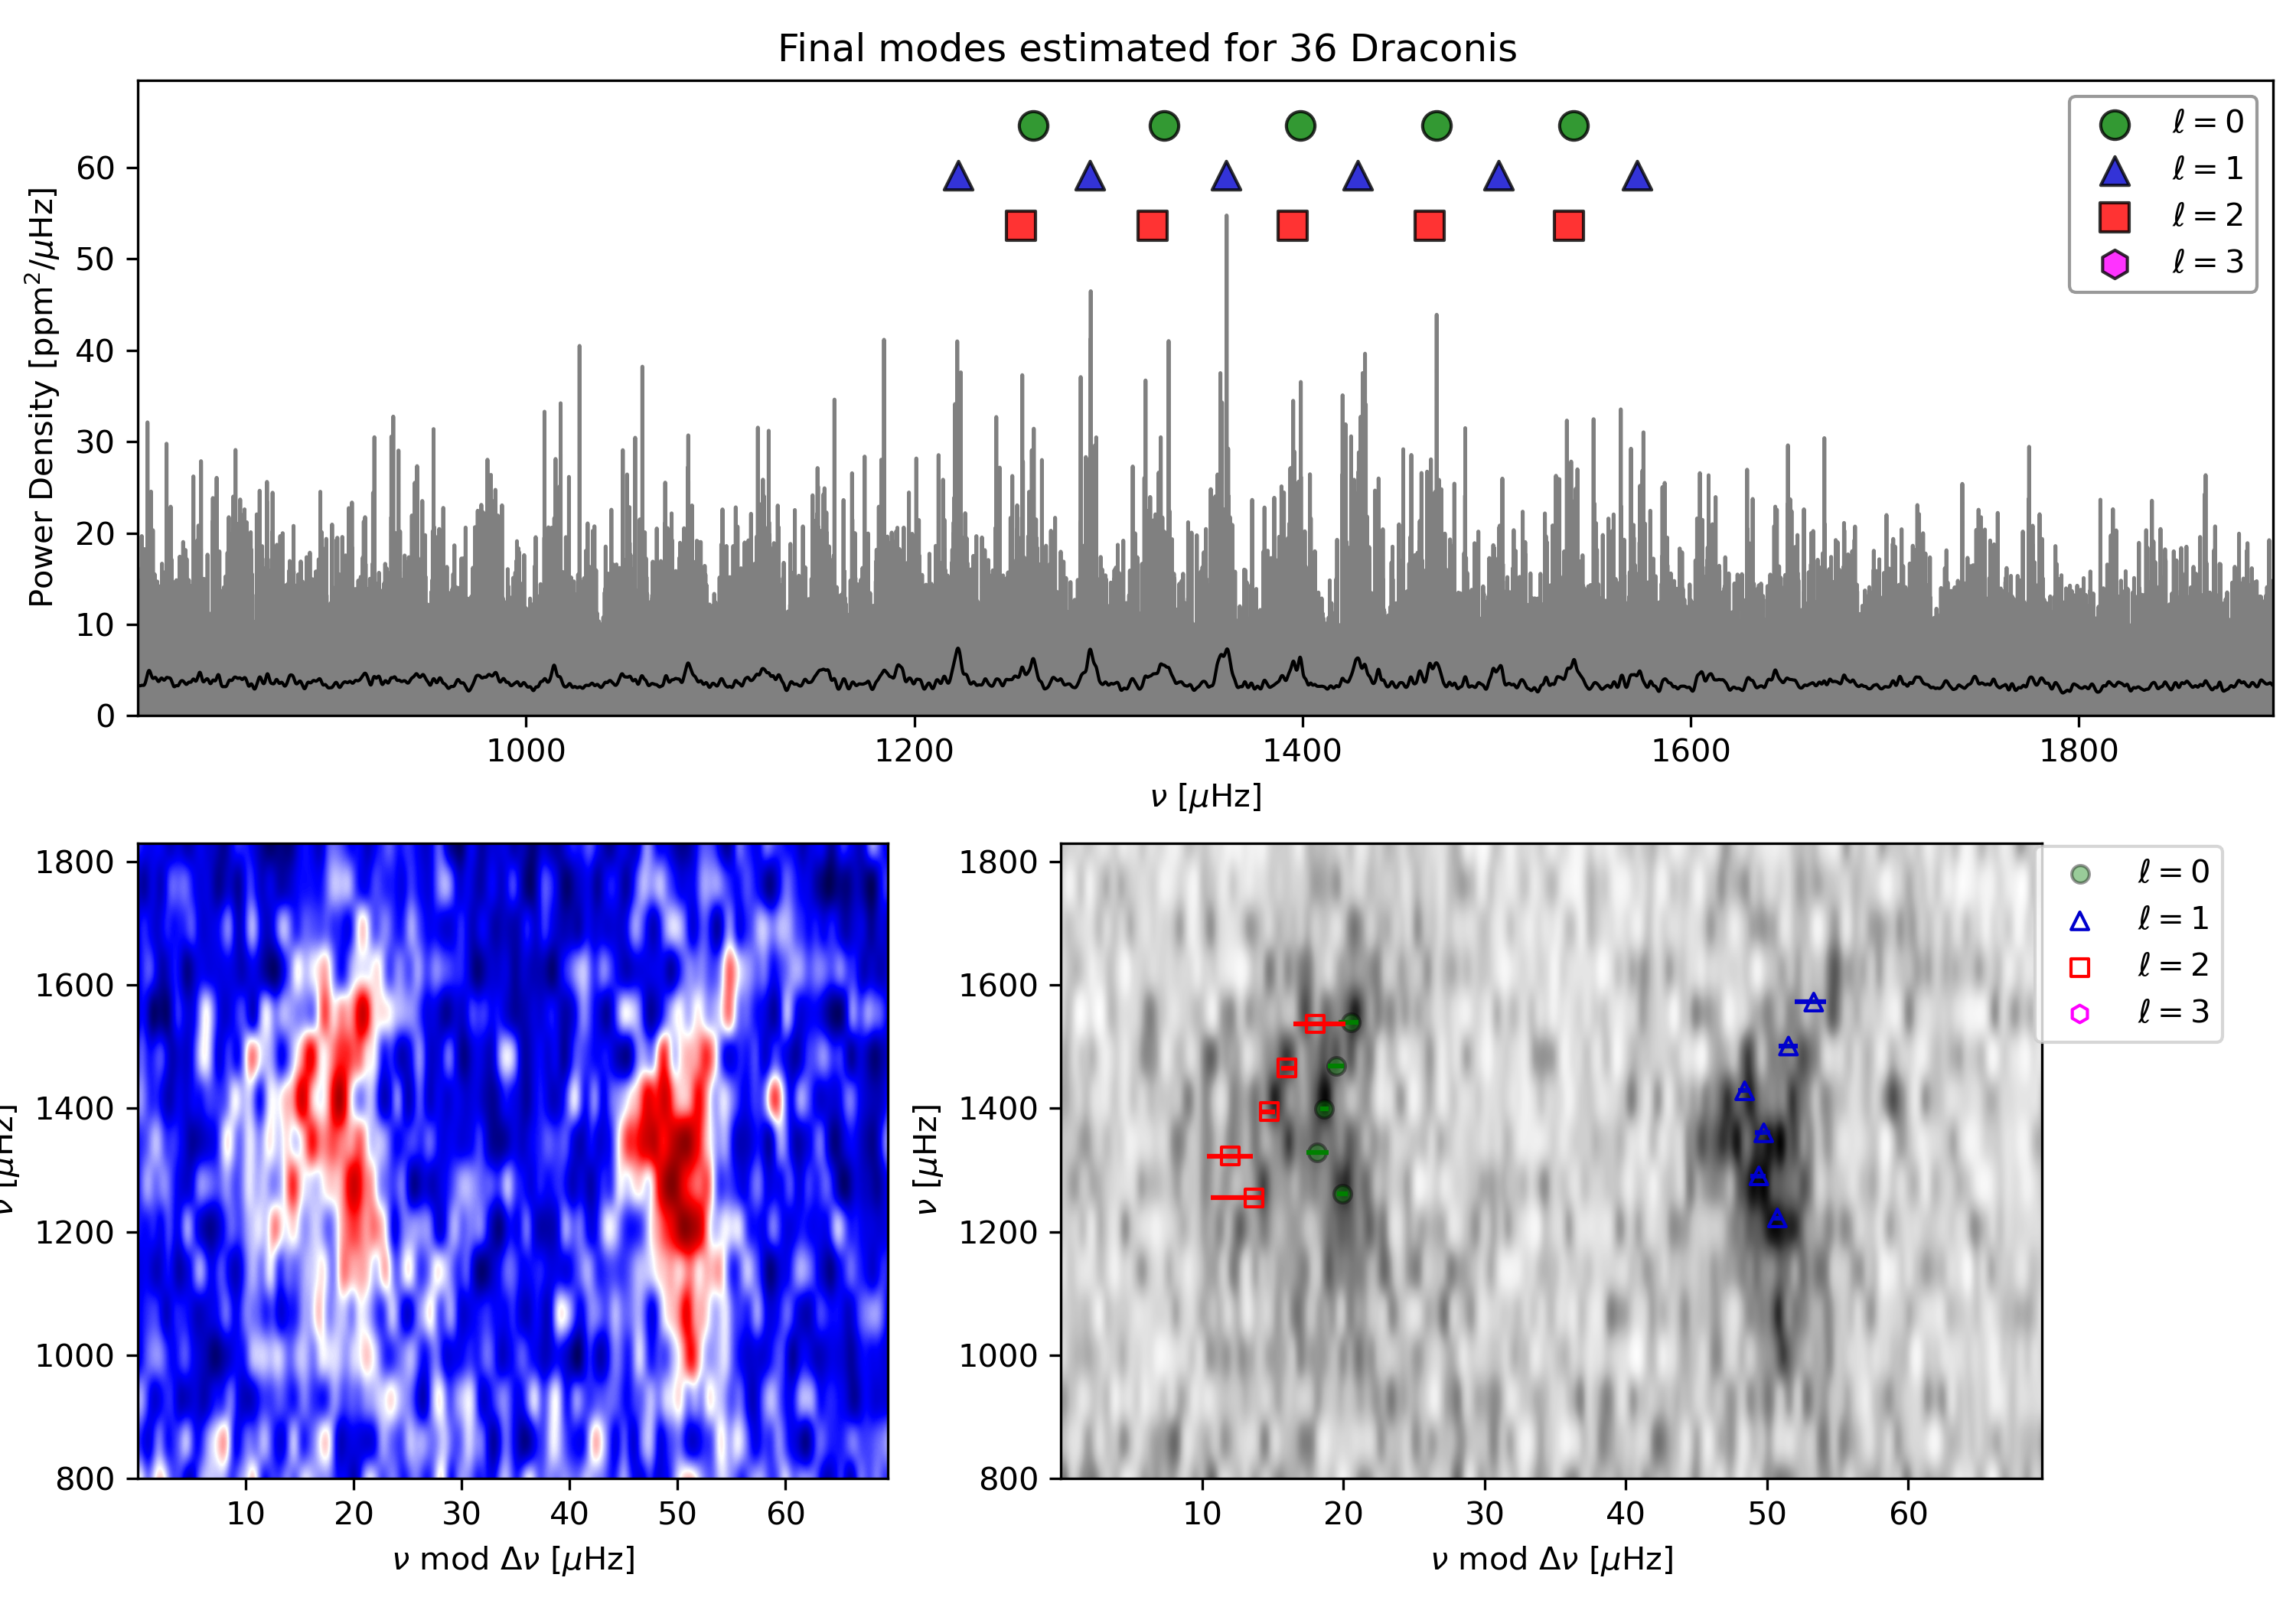 Final modes estimated for 36 Draconis
Power Density [ppm²/μHz]
60
50
40
30
20
10
0
1000 1200 1400 1600 1800
ν [μHz]
ℓ = 0
ℓ = 1
ℓ = 2
ℓ = 3
ν [μHz]
1800
1600
1400
1200
1000
800
10 20 30 40 50 60
ν mod Δν [μHz]
ν [μHz]
1800
1600
1400
1200
1000
800
10 20 30 40 50 60
ν mod Δν [μHz]
ℓ = 0
ℓ = 1
ℓ = 2
ℓ = 3